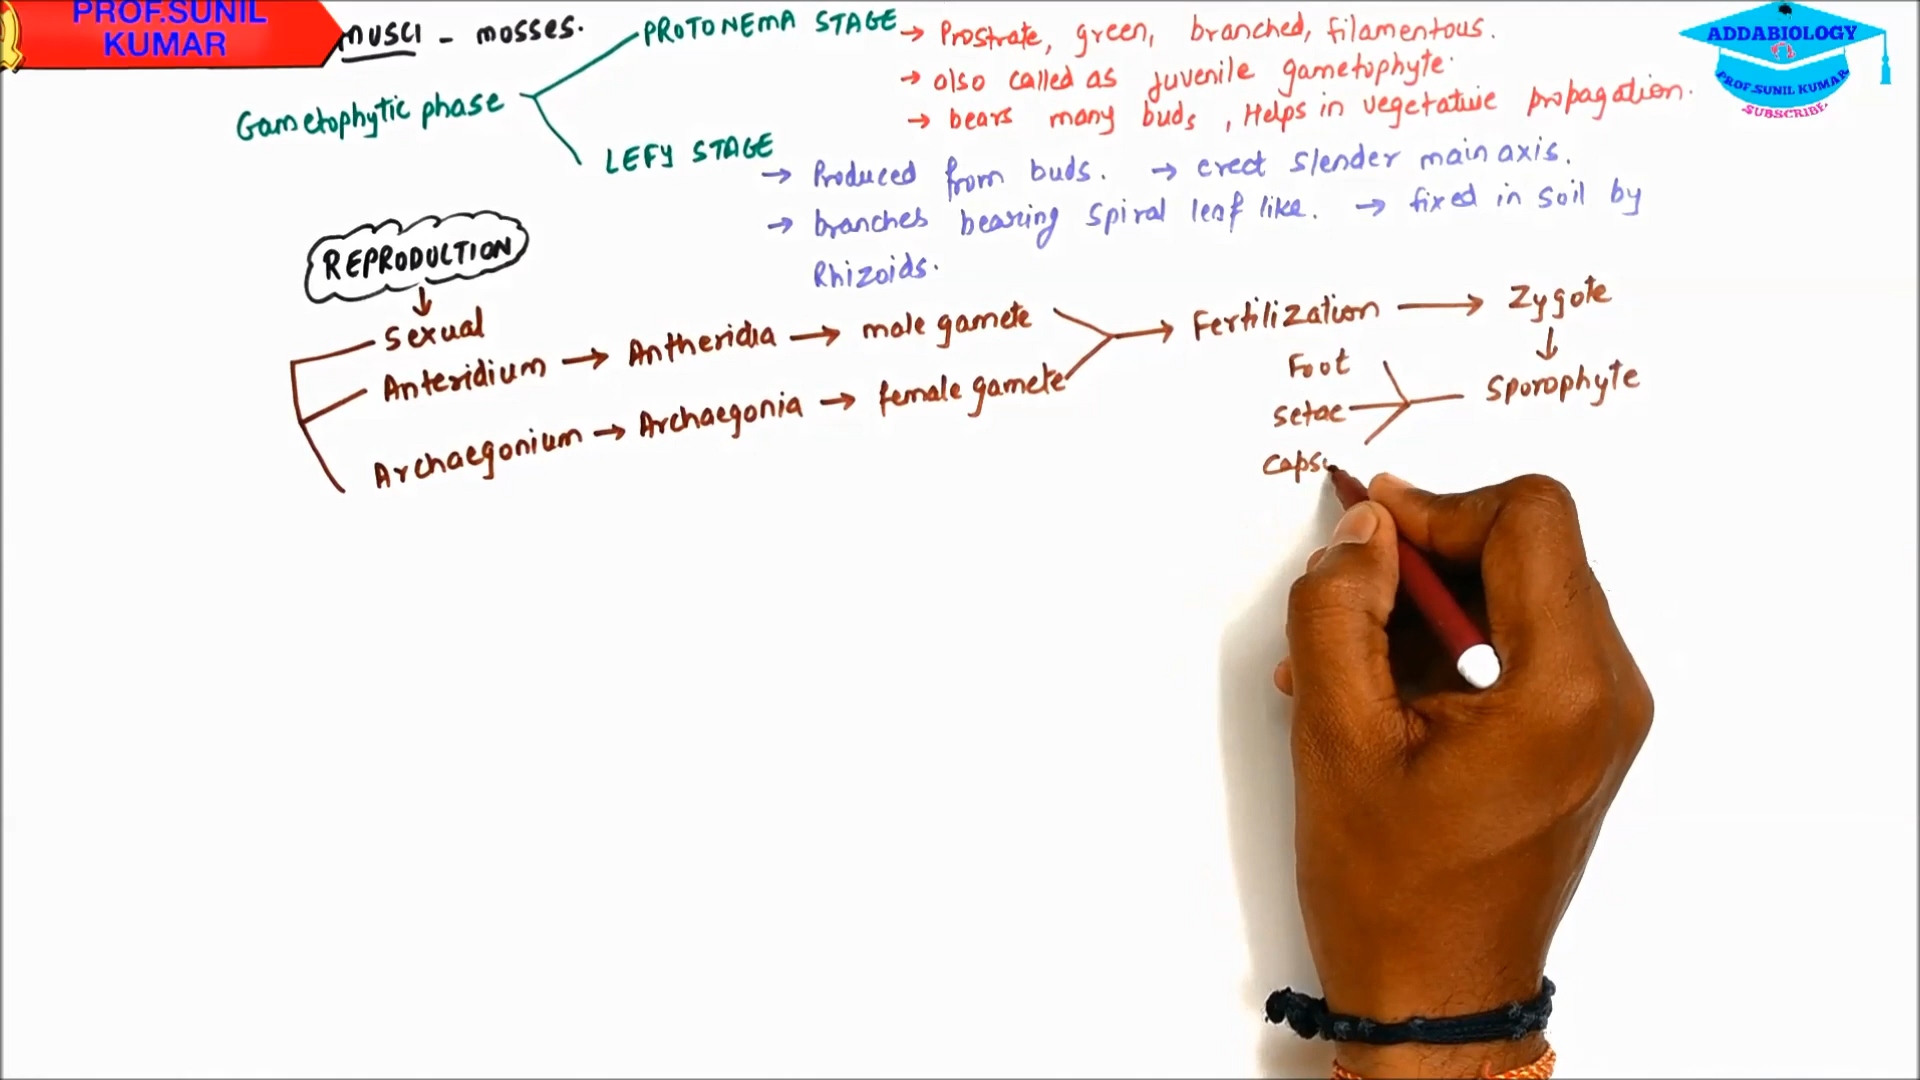 PROF.SUNIL
KUMAR
MUSCI - mosses.
ADDABIOLOGY
PROF.SUNIL KUMAR
SUBSCRIBE
Gametophytic phase
PROTONEMA STAGE → Prostrate, green, branched, filamentous.
→ also called as juvenile gametophyte.
→ bears many buds, Helps in vegetative propagation.
LEFY STAGE
→ Produced from buds. → erect slender main axis.
→ branches bearing spiral leaf like. → fixed in soil by
Rhizoids.
REPRODUCTION
Sexual
Anteridium → Antheridia → male gamete
Archaegonium → Archaegonia → female gamete
Fertilization → Zygote
Sporophyte
Foot
Setae
Capsu